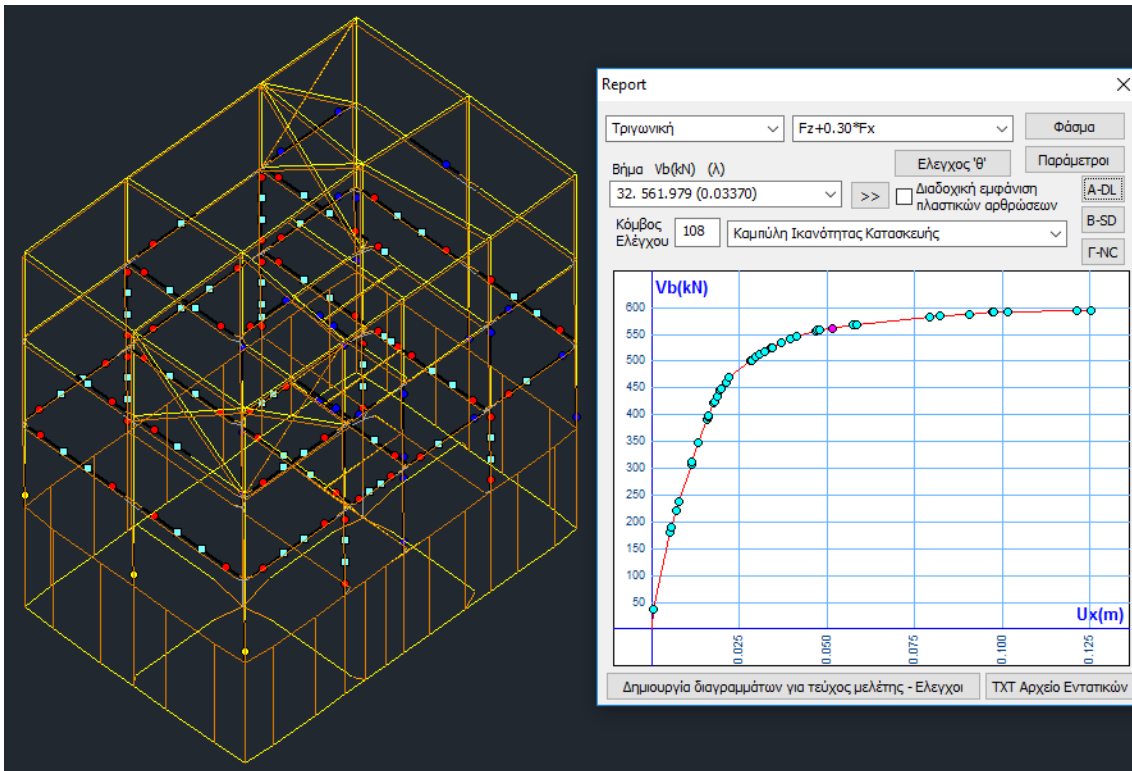 Report
Τριγωνική
Fz+0.30*Fx
Φάσμα
Βήμα Vb(kN) (λ)
Ελεγχος 'θ'
Παράμετροι
32. 561.979 (0.03370)
>>
Διαδοχική εμφάνιση
πλαστικών αρθρώσεων
A-DL
B-SD
Γ-NC
Κόμβος
Ελέγχου
108
Καμπύλη Ικανότητας Κατασκευής
Vb(kN)
600
550
500
450
400
350
300
250
200
150
100
50
Ux(m)
0.025
0.050
0.075
0.100
0.125
Δημιουργία διαγραμμάτων για τεύχος μελέτης - Ελεγχοι
TXT Αρχείο Εντατικών